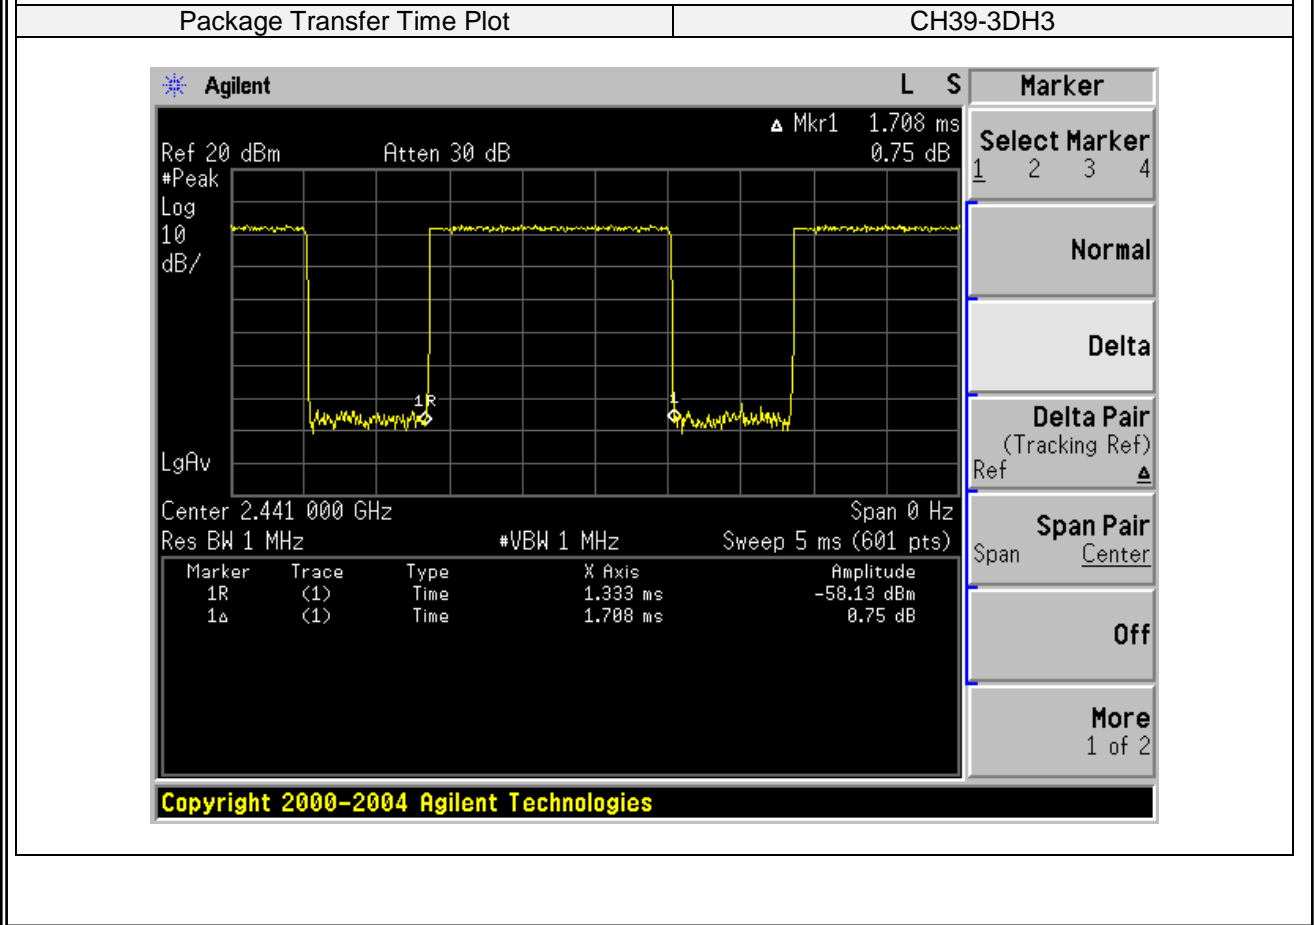 Package Transfer Time Plot CH39-3DH3
Agilent L S Marker
Δ Mkr1 1.708 ms
Ref 20 dBm Atten 30 dB 0.75 dB
#Peak
Log
10
dB/
1R
1
LgAv
Center 2.441 000 GHz Span 0 Hz
Res BW 1 MHz #VBW 1 MHz Sweep 5 ms (601 pts)
Marker Trace Type X Axis Amplitude
1R (1) Time 1.333 ms -58.13 dBm
1Δ (1) Time 1.708 ms 0.75 dB
Select Marker
1 2 3 4
Normal
Delta
Delta Pair
(Tracking Ref)
Ref Δ
Span Pair
Span Center
Off
More
1 of 2
Copyright 2000-2004 Agilent Technologies